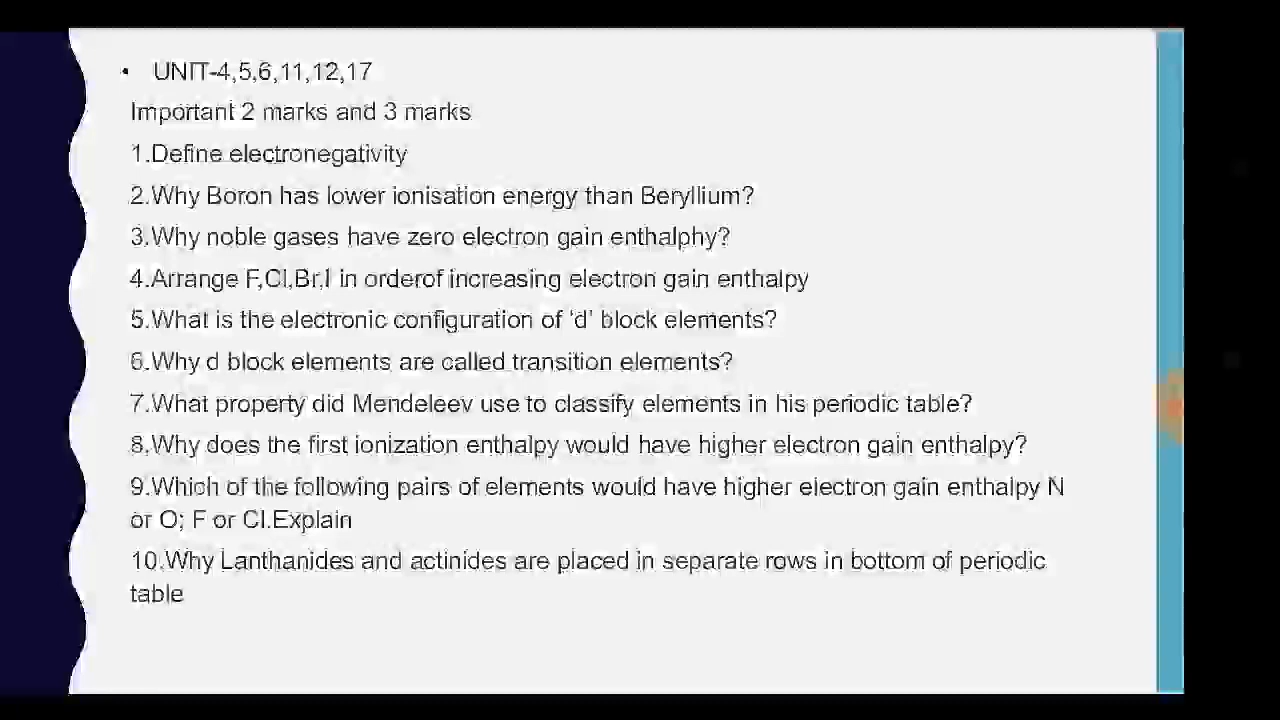 • UNIT-4,5,6,11,12,17
Important 2 marks and 3 marks
1.Define electronegativity
2.Why Boron has lower ionisation energy than Beryllium?
3.Why noble gases have zero electron gain enthalphy?
4.Arrange F,Cl,Br,I in orderof increasing electron gain enthalpy
5.What is the electronic configuration of ‘d’ block elements?
6.Why d block elements are called transition elements?
7.What property did Mendeleev use to classify elements in his periodic table?
8.Why does the first ionization enthalpy would have higher electron gain enthalpy?
9.Which of the following pairs of elements would have higher electron gain enthalpy N
or O; F or Cl.Explain
10.Why Lanthanides and actinides are placed in separate rows in bottom of periodic
table